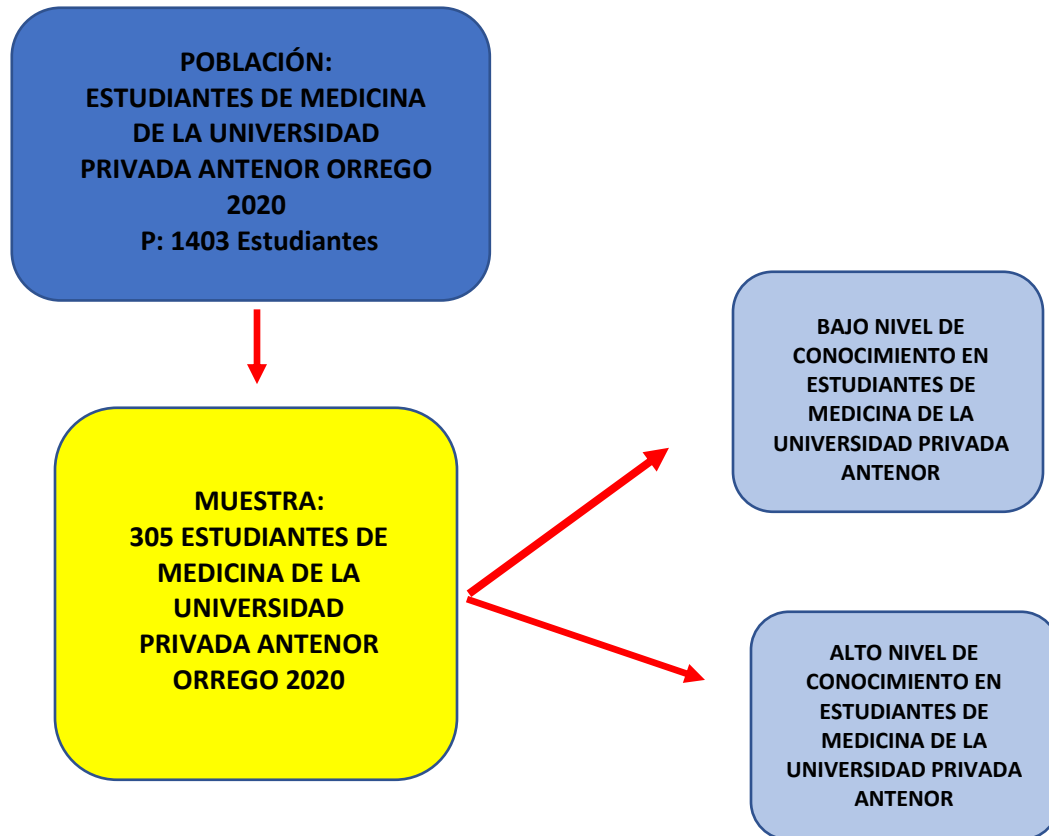 POBLACIÓN:
ESTUDIANTES DE MEDICINA
DE LA UNIVERSIDAD
PRIVADA ANTENOR ORREGO
2020
P: 1403 Estudiantes
MUESTRA:
305 ESTUDIANTES DE
MEDICINA DE LA
UNIVERSIDAD
PRIVADA ANTENOR
ORREGO 2020
BAJO NIVEL DE
CONOCIMIENTO EN
ESTUDIANTES DE
MEDICINA DE LA
UNIVERSIDAD PRIVADA
ANTENOR
ALTO NIVEL DE
CONOCIMIENTO EN
ESTUDIANTES DE
MEDICINA DE LA
UNIVERSIDAD PRIVADA
ANTENOR